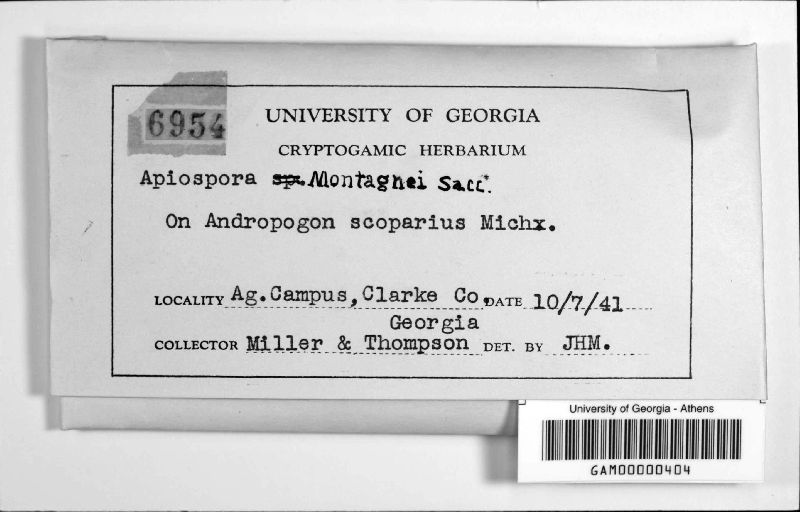 6954
UNIVERSITY OF GEORGIA
CRYPTOGAMIC HERBARIUM
Apiospora sp. Montagnei Sacc.
On Andropogon scoparius Michx.
LOCALITY Ag. Campus, Clarke Co. DATE 10/7/41
Georgia
COLLECTOR Miller & Thompson DET. BY JHM.
University of Georgia - Athens
GAM00000404